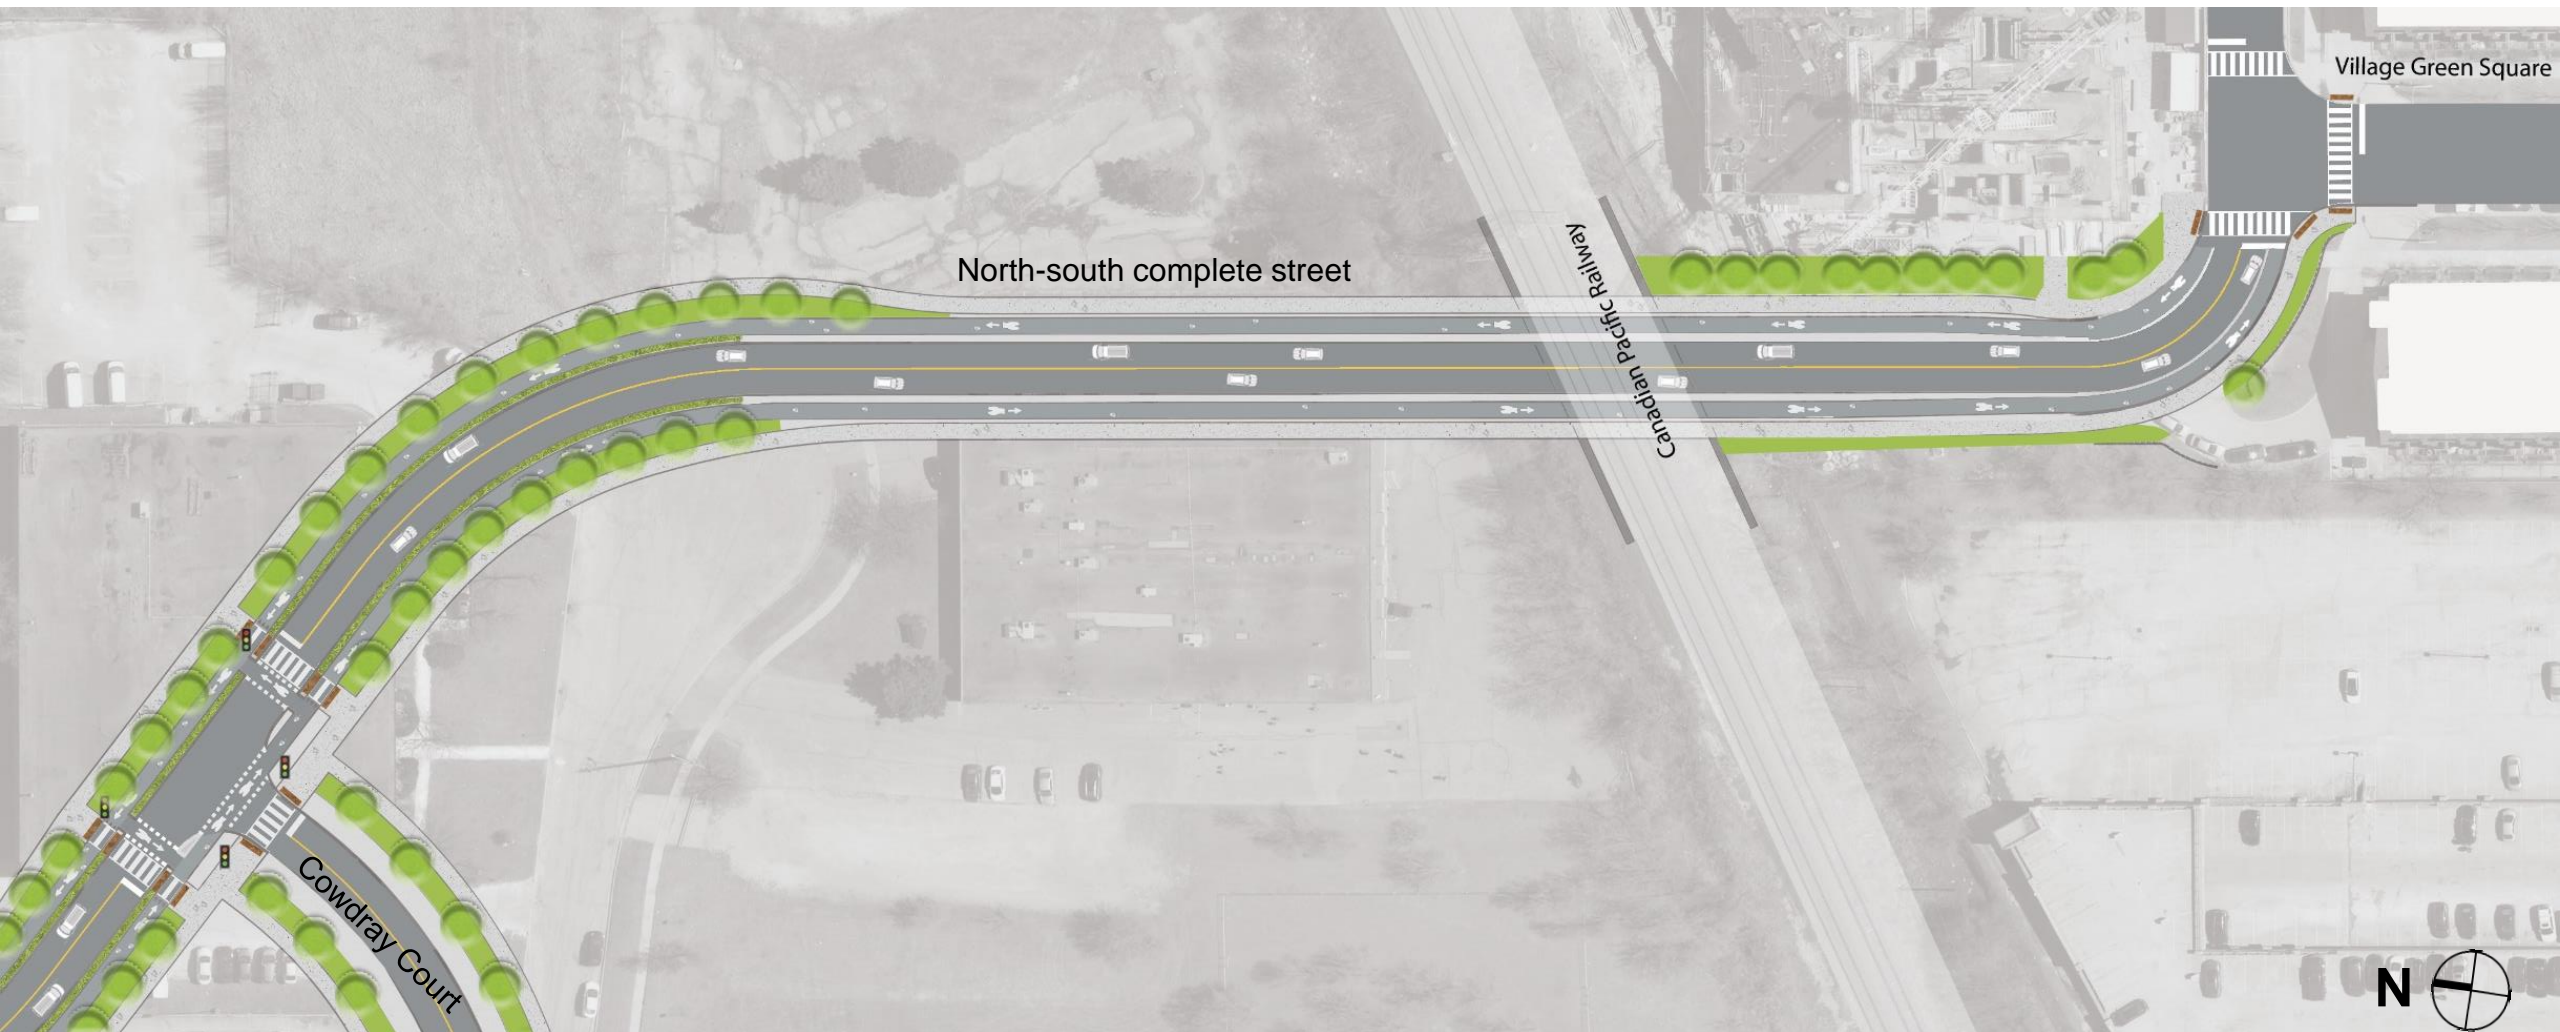 Village Green Square
North-south complete street
Canadian Pacific Railway
Cowdray Court
N